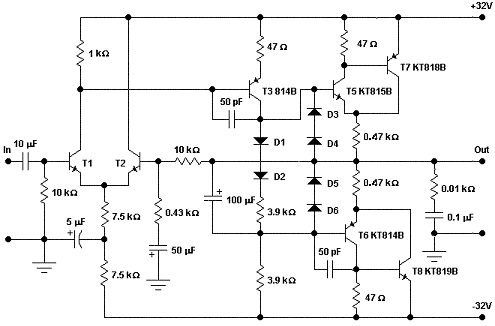 +32V
1 kΩ
47 Ω
47 Ω
T7 KT818B
T3 814B
T5 KT815B
50 pF
D3
0.47 kΩ
10 µF
In
T1
T2
10 kΩ
D1
D4
Out
D2
D5
0.47 kΩ
10 kΩ
7.5 kΩ
0.43 kΩ
100 µF
3.9 kΩ
D6
0.01 kΩ
5 µF
T6 KT814B
0.1 µF
50 µF
50 pF
7.5 kΩ
3.9 kΩ
T8 KT819B
47 Ω
-32V